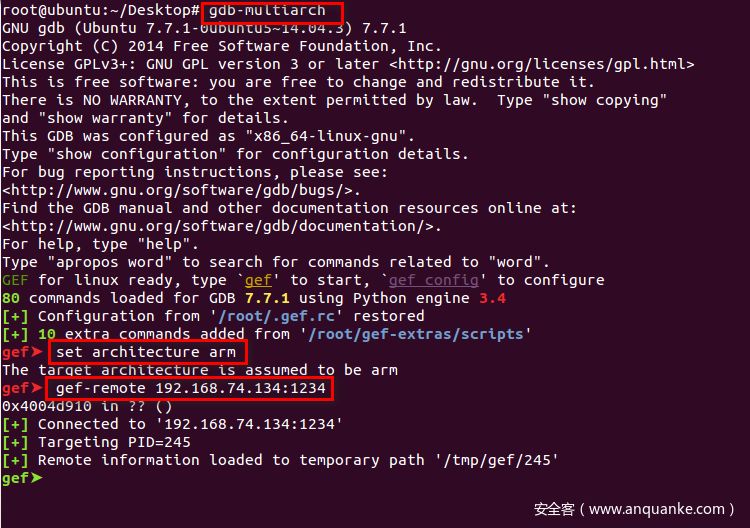 root@ubuntu:~/Desktop# gdb-multiarch
GNU gdb (Ubuntu 7.7.1-0ubuntu5~14.04.3) 7.7.1
Copyright (C) 2014 Free Software Foundation, Inc.
License GPLv3+: GNU GPL version 3 or later <http://gnu.org/licenses/gpl.html>
This is free software: you are free to change and redistribute it.
There is NO WARRANTY, to the extent permitted by law.  Type "show copying"
and "show warranty" for details.
This GDB was configured as "x86_64-linux-gnu".
Type "show configuration" for configuration details.
For bug reporting instructions, please see:
<http://www.gnu.org/software/gdb/bugs/>.
Find the GDB manual and other documentation resources online at:
<http://www.gnu.org/software/gdb/documentation/>.
For help, type "help".
Type "apropos word" to search for commands related to "word".
GEF for linux ready, type `gef' to start, `gef config' to configure
80 commands loaded for GDB 7.7.1 using Python engine 3.4
[+] Configuration from '/root/.gef.rc' restored
[+] 10 extra commands added from '/root/gef-extras/scripts'
gef➤ set architecture arm
The target architecture is assumed to be arm
gef➤ gef-remote 192.168.74.134:1234
0x4004d910 in ?? ()
[+] Connected to '192.168.74.134:1234'
[+] Targeting PID=245
[+] Remote information loaded to temporary path '/tmp/gef/245'
gef➤
安全客（www.anquanke.com）